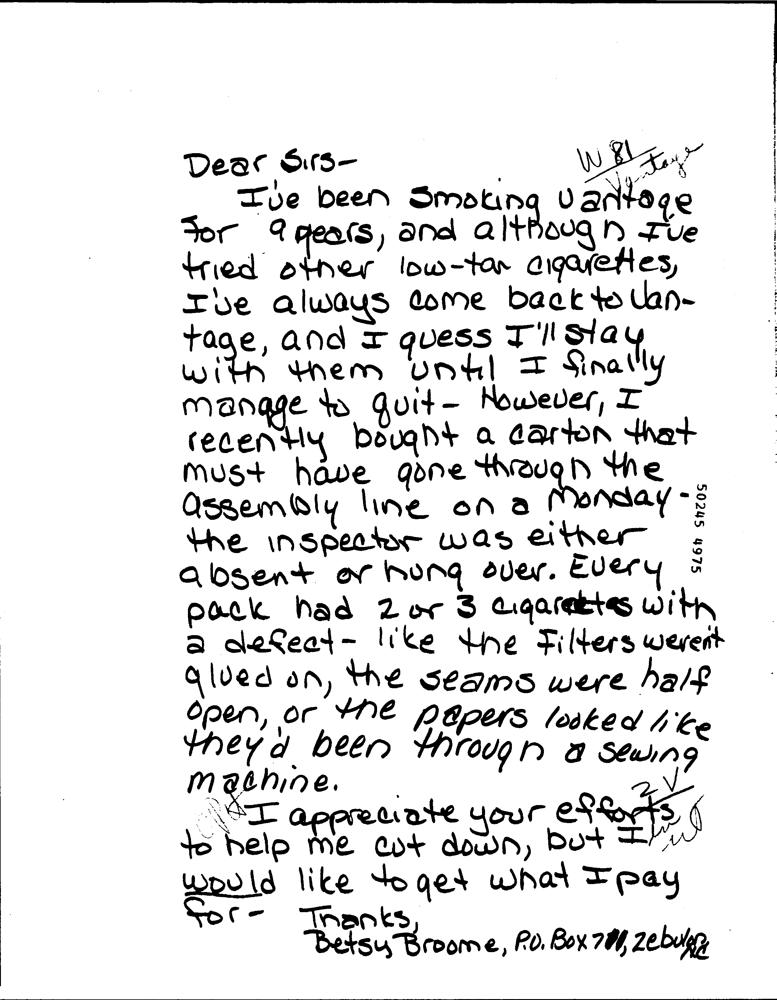 W 81
Vantage
Dear Sirs-
I've been smoking Vantage
for 9 years, and although I've
tried other low-tar cigarettes,
I've always come back to Van-
tage, and I guess I'll stay
with them until I finally
manage to quit- However, I
recently bought a carton that
must have gone through the
assembly line on a Monday-
the inspector was either
absent or hung over. Every
pack had 2 or 3 cigarettes with
a defect- like the filters weren't
glued on, the seams were half
open, or the papers looked like
they'd been through a sewing
machine.
2 V
I appreciate your efforts
to help me cut down, but I
would like to get what I pay
for- Thanks,
Betsy Broome, P.O. Box 711, Zebulon, NC
50245 4975